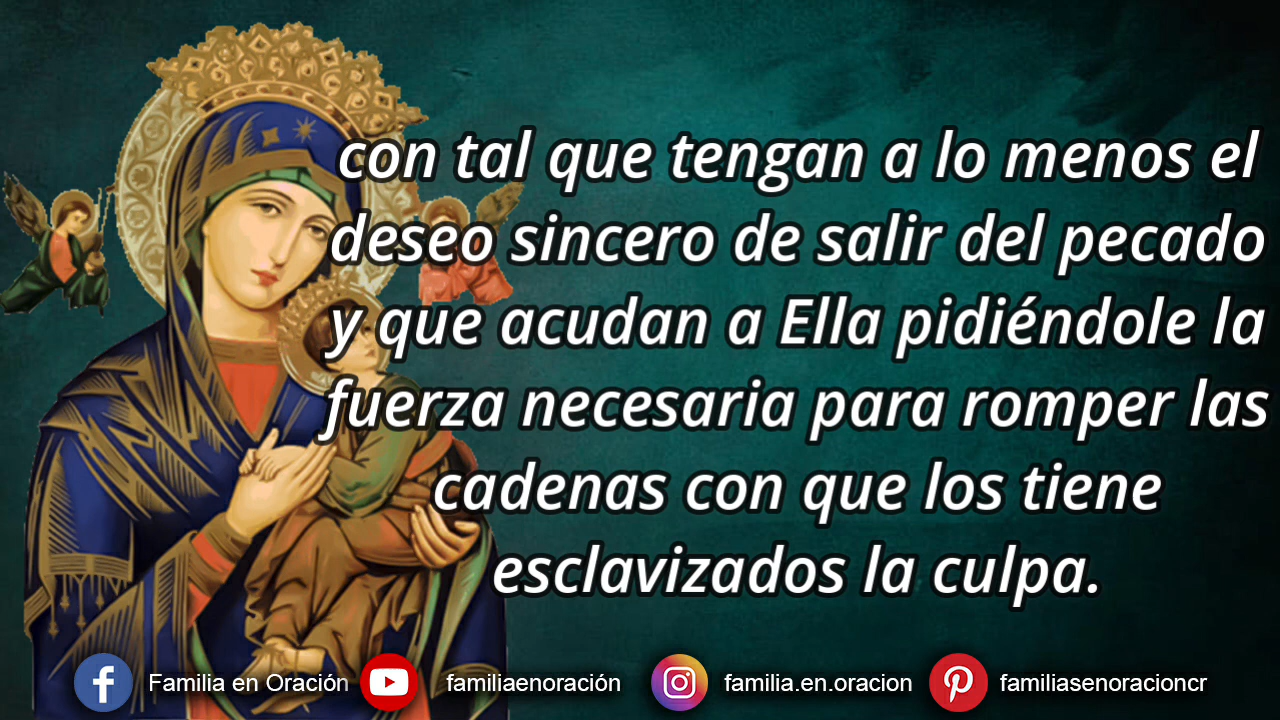 con tal que tengan a lo menos el
deseo sincero de salir del pecado
y que acudan a Ella pidiéndole la
fuerza necesaria para romper las
cadenas con que los tiene
esclavizados la culpa.
Familia en Oración familiaenoración familia.en.oracion familiasenoracioncr